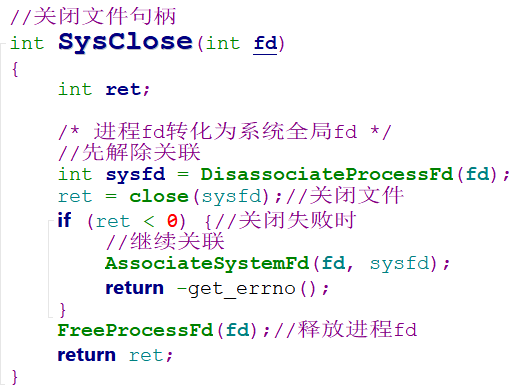 //关闭文件句柄
int SysClose(int fd)
{
    int ret;
    /* 进程fd转化为系统全局fd */
    //先解除关联
    int sysfd = DisassociateProcessFd(fd);
    ret = close(sysfd);//关闭文件
    if (ret < 0) {//关闭失败时
        //继续关联
        AssociateSystemFd(fd, sysfd);
        return -get_errno();
    }
    FreeProcessFd(fd);//释放进程fd
    return ret;
}